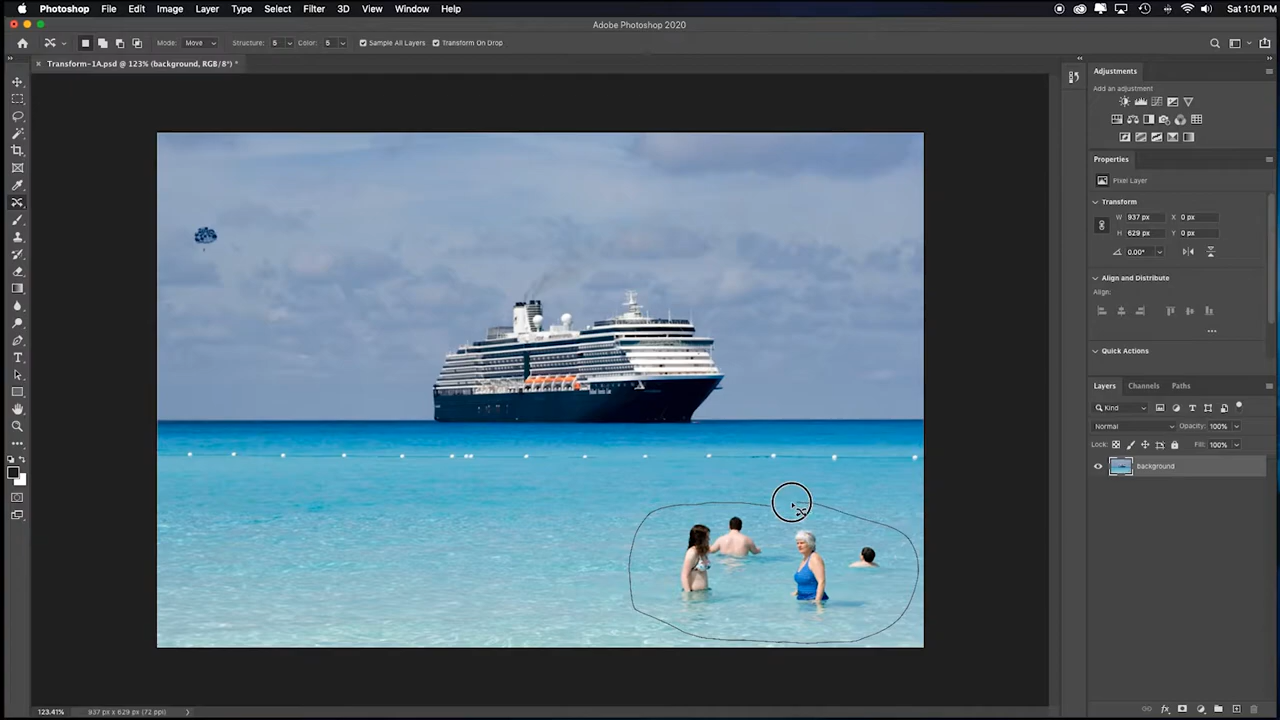 Photoshop File Edit Image Layer Type Select Filter 3D View Window Help Sat 1:01 PM
Adobe Photoshop 2020
Mode: Move Structure: 5 Color: 5 Sample All Layers Transform On Drop
Transform-1A.psd @ 123% (background, RGB/8*) *
Adjustments
Add an adjustment
Properties
Pixel Layer
Transform
W 937 px X 0 px
H 629 px Y 0 px
0.00°
Align and Distribute
Align:
Quick Actions
Layers Channels Paths
Kind
Normal Opacity: 100%
Lock: Fill: 100%
background
123.41% 937 px x 629 px (72 ppi)